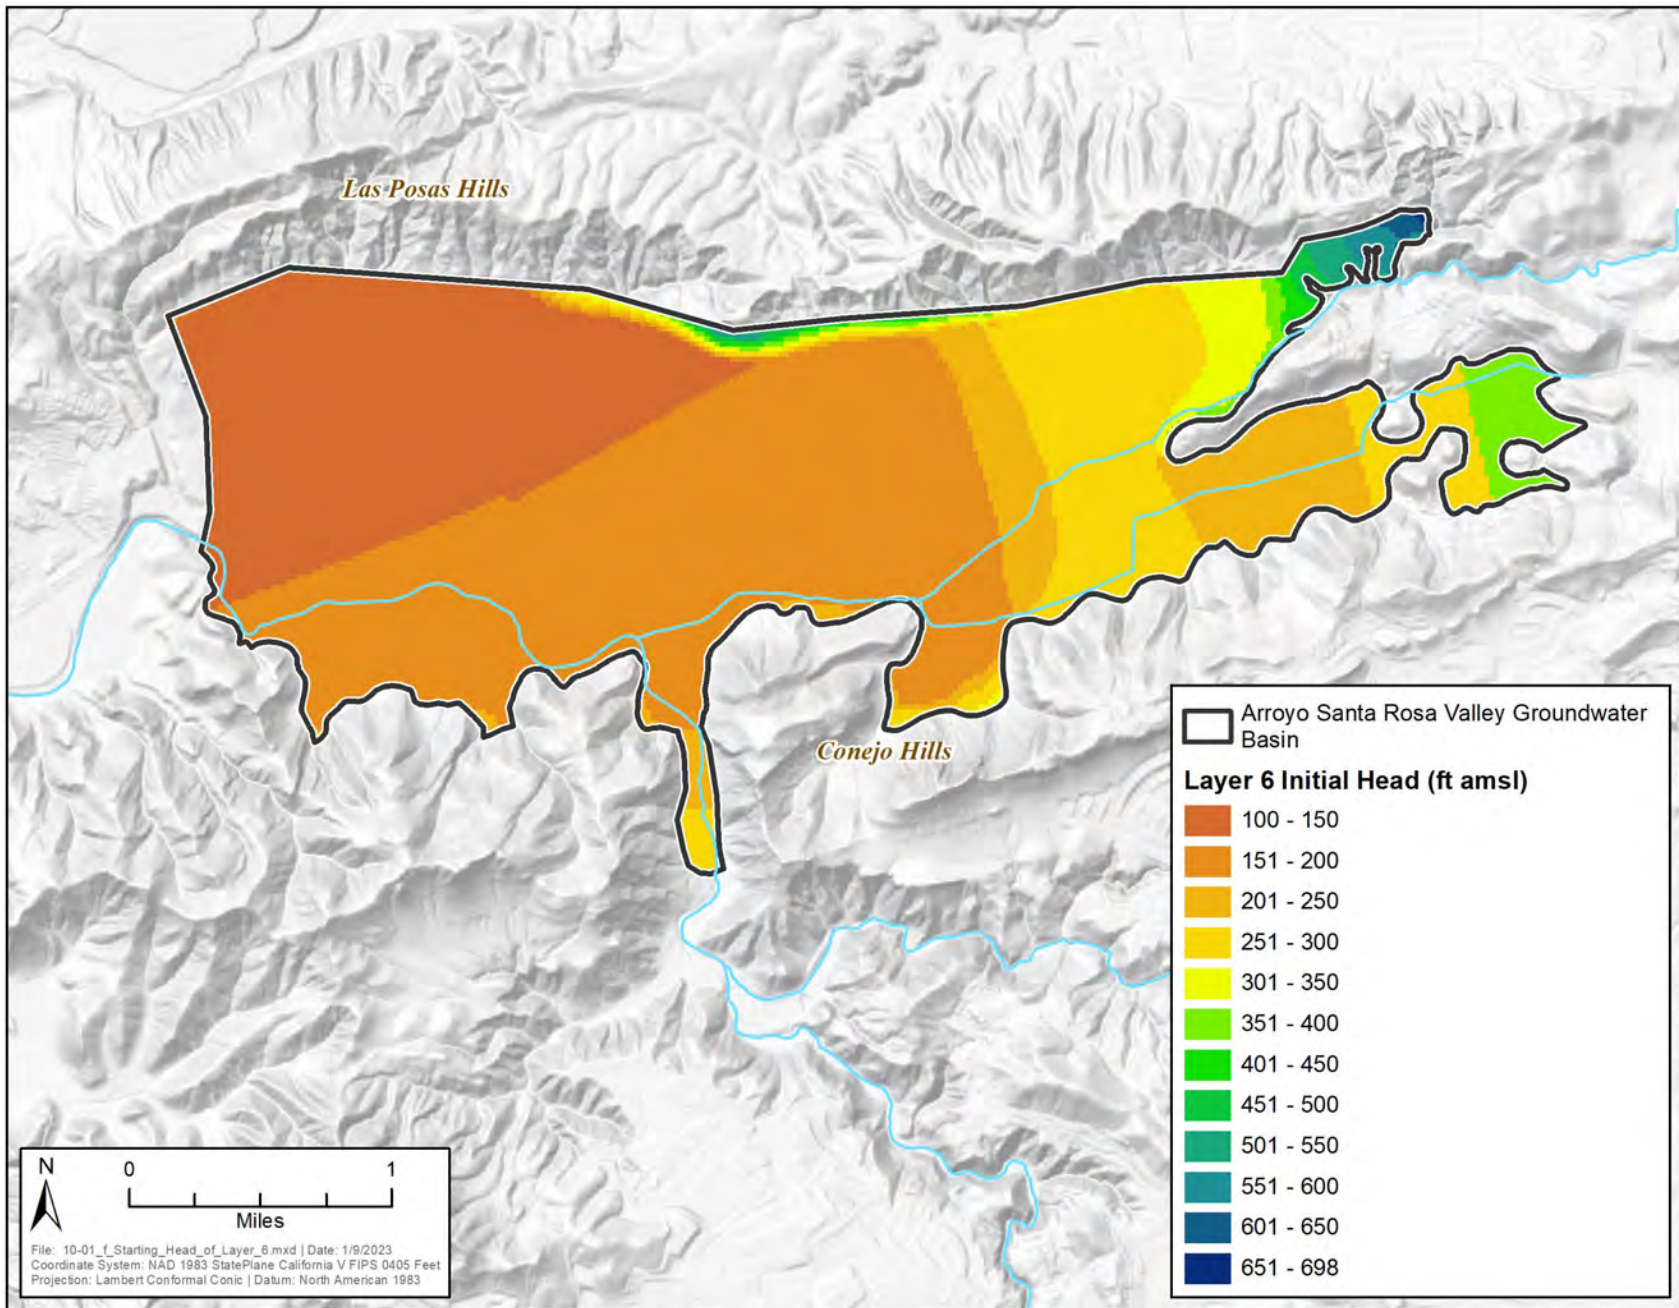 Las Posas Hills
Conejo Hills
Arroyo Santa Rosa Valley Groundwater
Basin
Layer 6 Initial Head (ft amsl)
100 - 150
151 - 200
201 - 250
251 - 300
301 - 350
351 - 400
401 - 450
451 - 500
501 - 550
551 - 600
601 - 650
651 - 698
N
0 1
Miles
File: 10-01_f_Starting_Head_of_Layer_6.mxd | Date: 1/9/2023
Coordinate System: NAD 1983 StatePlane California V FIPS 0405 Feet
Projection: Lambert Conformal Conic | Datum: North American 1983